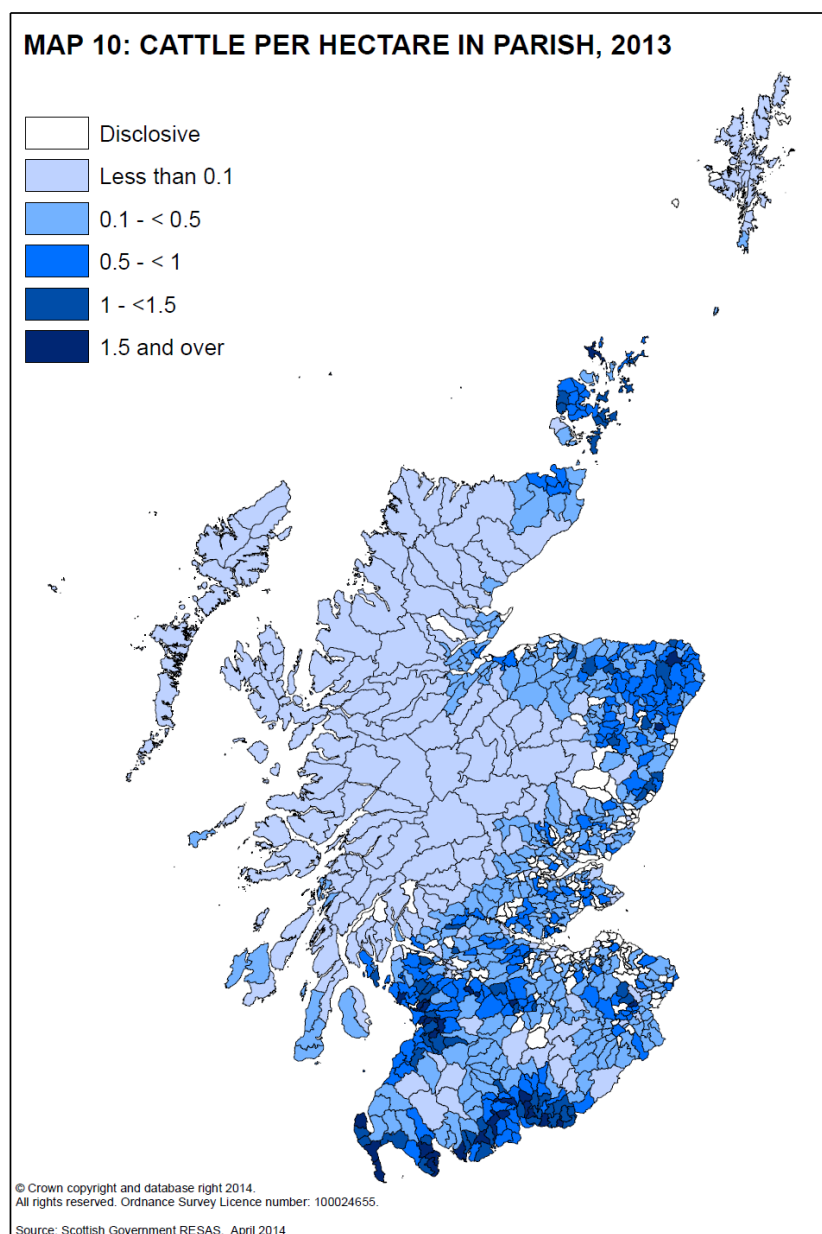 MAP 10: CATTLE PER HECTARE IN PARISH, 2013
Disclosive
Less than 0.1
0.1 - < 0.5
0.5 - < 1
1 - <1.5
1.5 and over
© Crown copyright and database right 2014.
All rights reserved. Ordnance Survey Licence number: 100024655.
Source: Scottish Government RESAS. April 2014